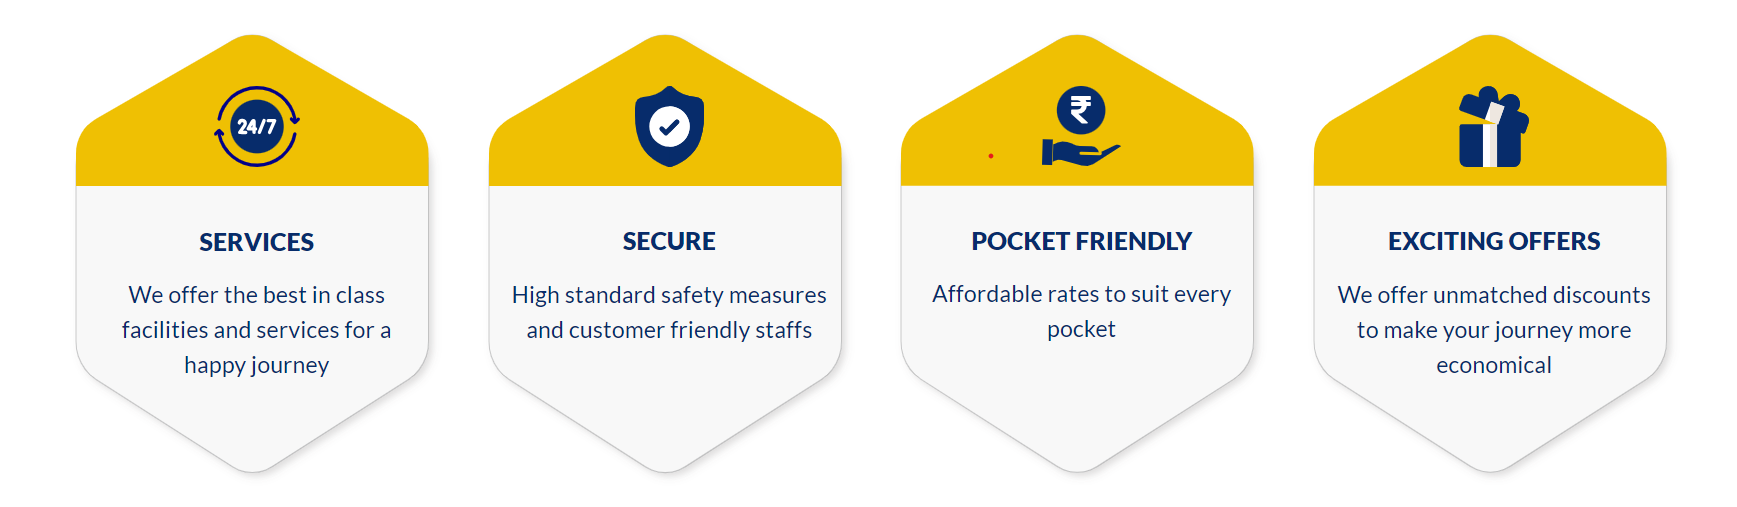 24/7
SERVICES
We offer the best in class
facilities and services for a
happy journey
SECURE
High standard safety measures
and customer friendly staffs
₹
POCKET FRIENDLY
Affordable rates to suit every
pocket
EXCITING OFFERS
We offer unmatched discounts
to make your journey more
economical